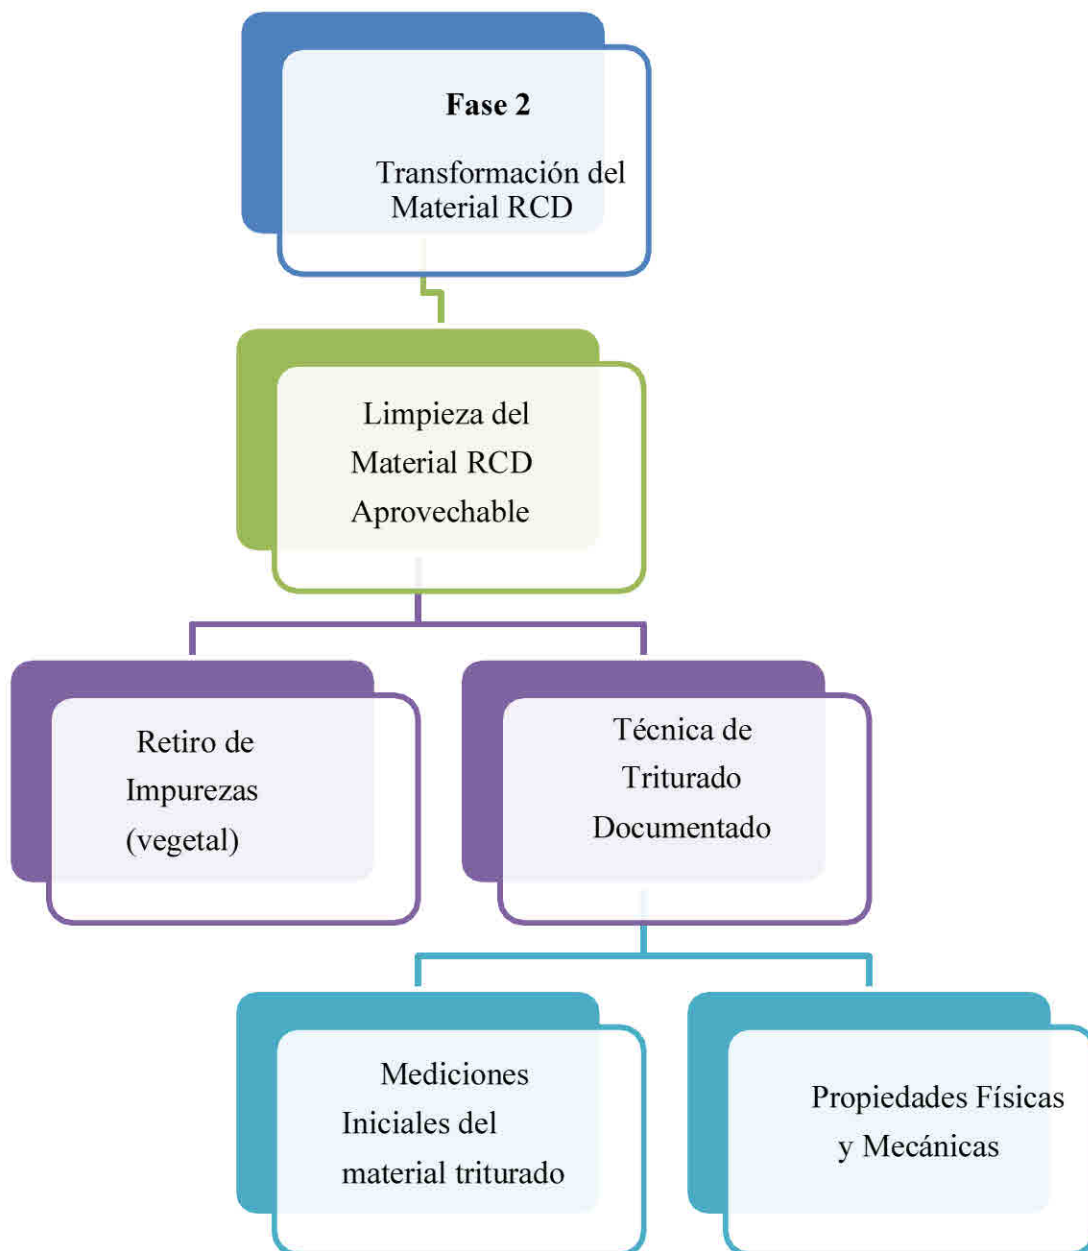 Fase 2
Transformación del
Material RCD
Limpieza del
Material RCD
Aprovechable
Retiro de
Impurezas
(vegetal)
Técnica de
Triturado
Documentado
Mediciones
Iniciales del
material triturado
Propiedades Físicas
y Mecánicas